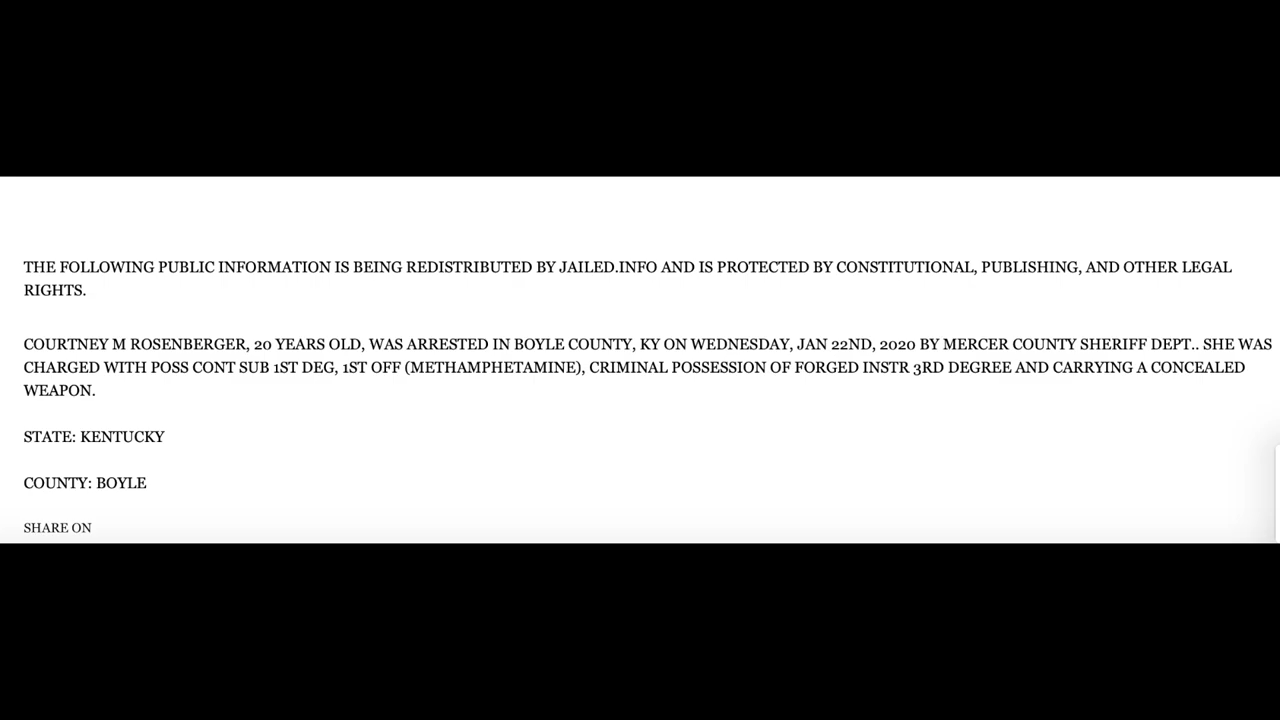 THE FOLLOWING PUBLIC INFORMATION IS BEING REDISTRIBUTED BY JAILED.INFO AND IS PROTECTED BY CONSTITUTIONAL, PUBLISHING, AND OTHER LEGAL
RIGHTS.
COURTNEY M ROSENBERGER, 20 YEARS OLD, WAS ARRESTED IN BOYLE COUNTY, KY ON WEDNESDAY, JAN 22ND, 2020 BY MERCER COUNTY SHERIFF DEPT.. SHE WAS
CHARGED WITH POSS CONT SUB 1ST DEG, 1ST OFF (METHAMPHETAMINE), CRIMINAL POSSESSION OF FORGED INSTR 3RD DEGREE AND CARRYING A CONCEALED
WEAPON.
STATE: KENTUCKY
COUNTY: BOYLE
SHARE ON